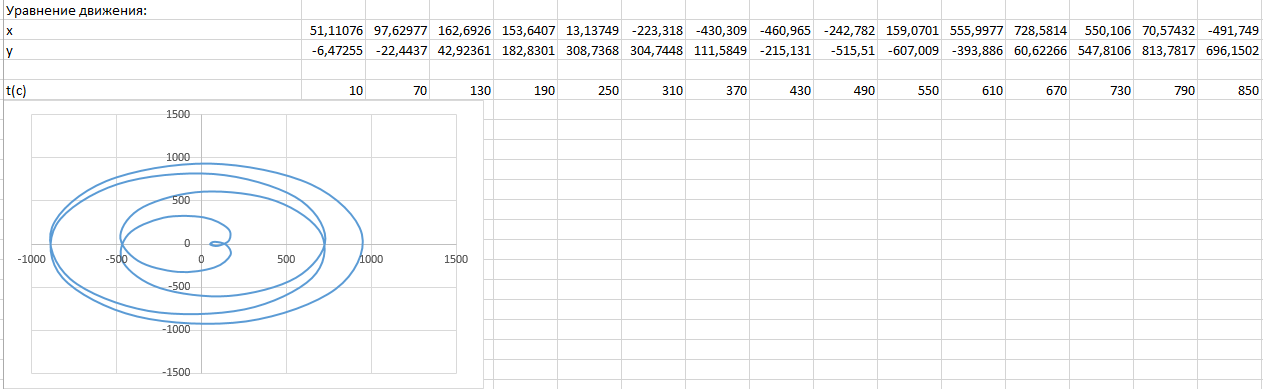 Уравнение движения:
x 51,11076 97,62977 162,6926 153,6407 13,13749 -223,318 -430,309 -460,965 -242,782 159,0701 555,9977 728,5814 550,106 70,57432 -491,749
y -6,47255 -22,4437 42,92361 182,8301 308,7368 304,7448 111,5849 -215,131 -515,51 -607,009 -393,886 60,62266 547,8106 813,7817 696,1502
t(c) 10 70 130 190 250 310 370 430 490 550 610 670 730 790 850
1500
1000
500
0
-1000 -500 0 500 1000 1500
-500
-1000
-1500